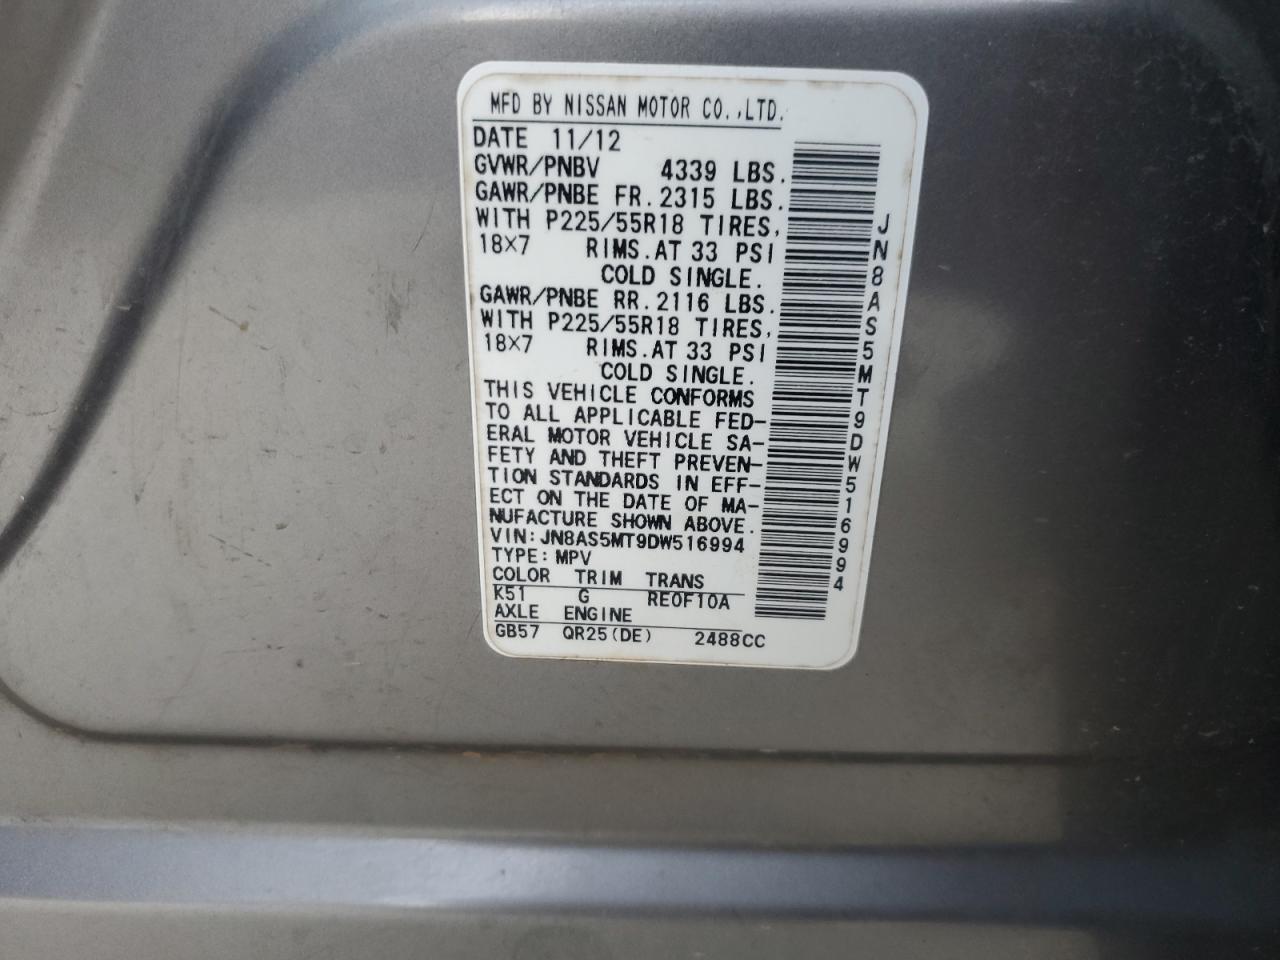 MFD BY NISSAN MOTOR CO.,LTD.
DATE 11/12
GVWR/PNBV 4339 LBS.
GAWR/PNBE FR. 2315 LBS.
WITH P225/55R18 TIRES,
18×7 RIMS. AT 33 PSI
COLD SINGLE.
GAWR/PNBE RR. 2116 LBS.
WITH P225/55R18 TIRES,
18×7 RIMS. AT 33 PSI
COLD SINGLE.
THIS VEHICLE CONFORMS
TO ALL APPLICABLE FED-
ERAL MOTOR VEHICLE SA-
FETY AND THEFT PREVEN-
TION STANDARDS IN EFF-
ECT ON THE DATE OF MA-
NUFACTURE SHOWN ABOVE.
VIN: JN8AS5MT9DW516994
TYPE: MPV
COLOR TRIM TRANS
K51 G RE0F10A
AXLE ENGINE
GB57 QR25(DE) 2488CC
JN8AS5MT9DW516994